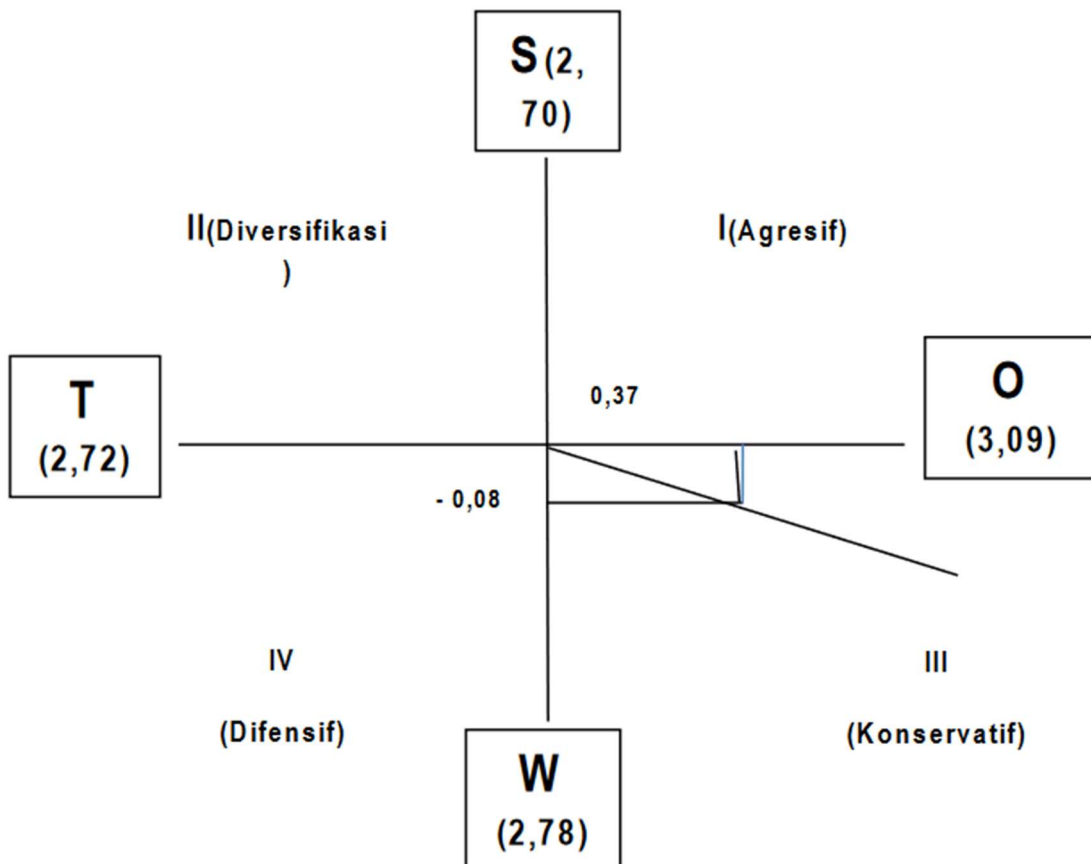 S (2,
70)
II(Diversifikasi
)
I(Agresif)
T
(2,72)
0,37
O
(3,09)
- 0,08
IV
(Difensif)
III
(Konservatif)
W
(2,78)